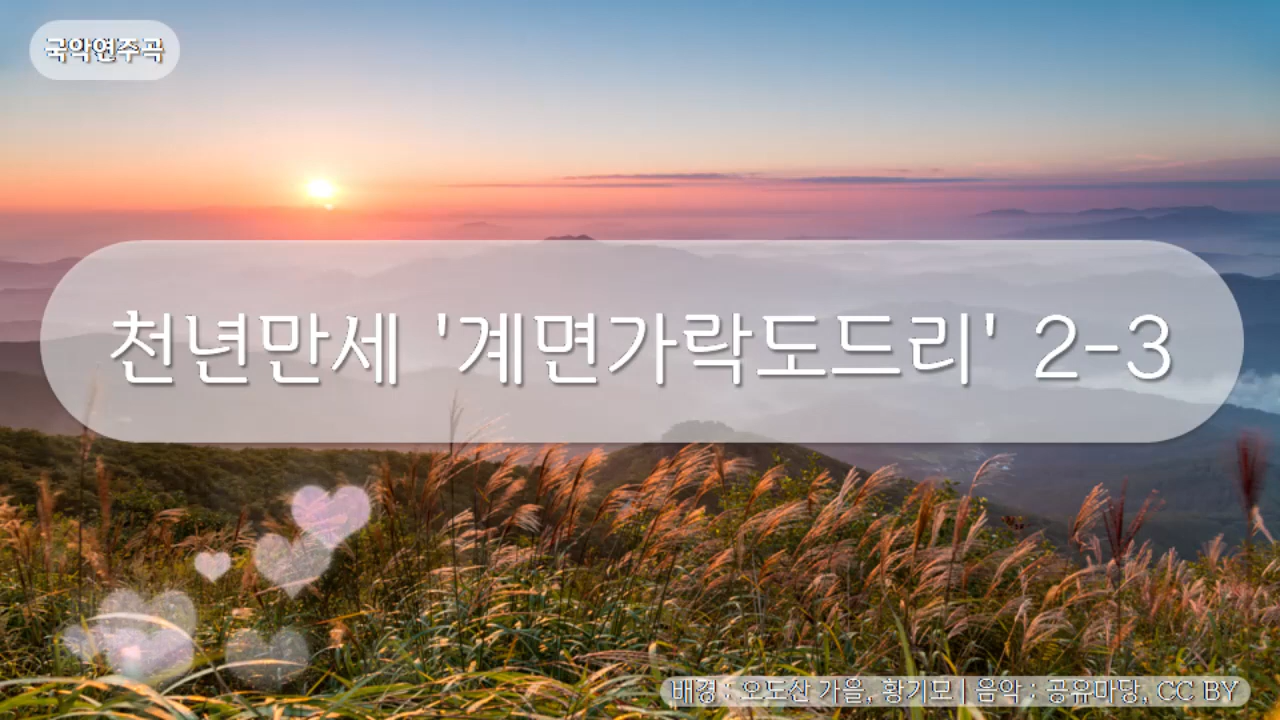 국악연주곡
천년만세 '계면가락도드리' 2-3
배경 : 오도산 가을, 황기모 | 음악 : 공유마당, CC BY